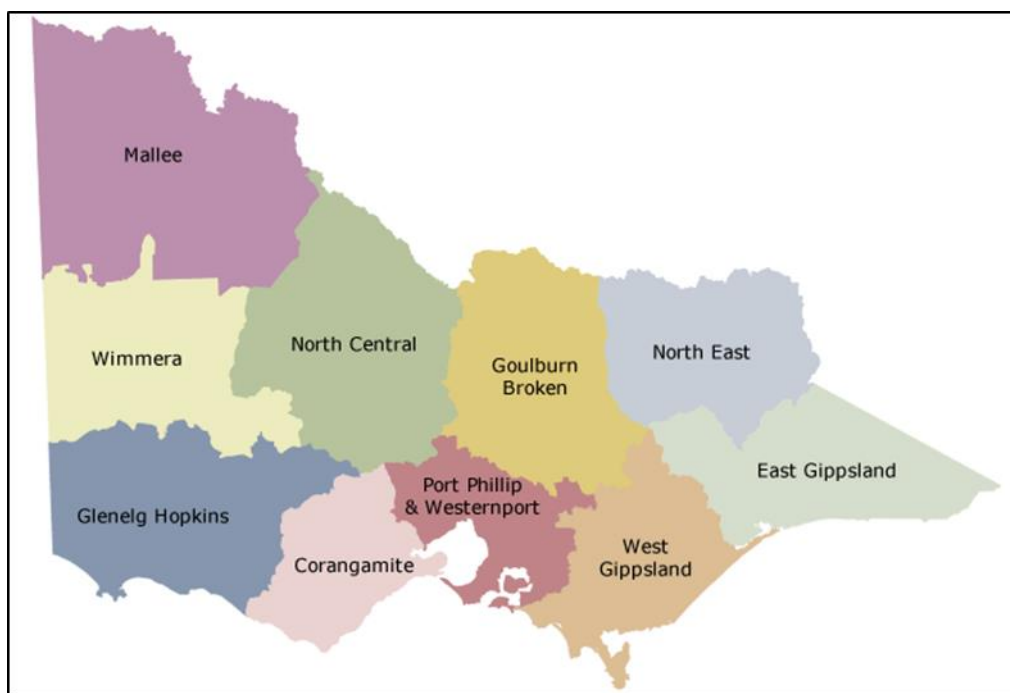 Mallee
North Central
Wimmera
Goulburn
Broken
North East
East Gippsland
Port Phillip
& Westernport
Glenelg Hopkins
Corangamite
West
Gippsland